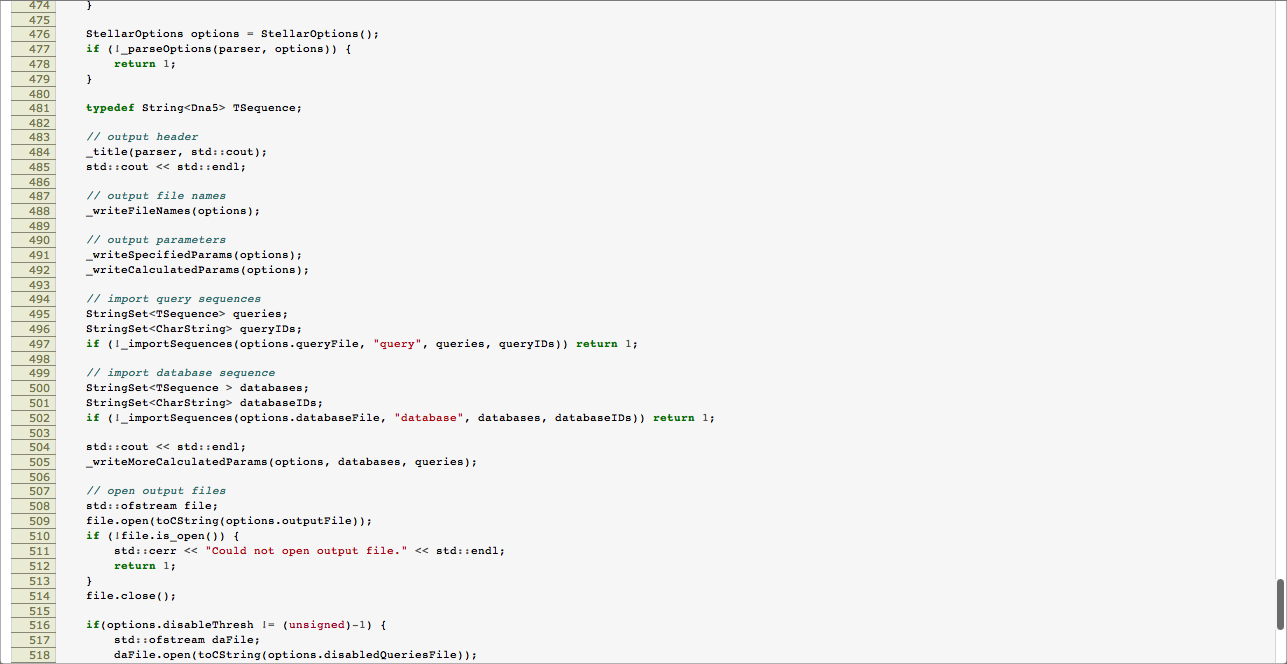 474 }
475
476 StellarOptions options = StellarOptions();
477 if (!_parseOptions(parser, options)) {
478 return 1;
479 }
480
481 typedef String<Dna5> TSequence;
482
483 // output header
484 _title(parser, std::cout);
485 std::cout << std::endl;
486
487 // output file names
488 _writeFileNames(options);
489
490 // output parameters
491 _writeSpecifiedParams(options);
492 _writeCalculatedParams(options);
493
494 // import query sequences
495 StringSet<TSequence> queries;
496 StringSet<CharString> queryIDs;
497 if (!_importSequences(options.queryFile, "query", queries, queryIDs)) return 1;
498
499 // import database sequence
500 StringSet<TSequence > databases;
501 StringSet<CharString> databaseIDs;
502 if (!_importSequences(options.databaseFile, "database", databases, databaseIDs)) return 1;
503
504 std::cout << std::endl;
505 _writeMoreCalculatedParams(options, databases, queries);
506
507 // open output files
508 std::ofstream file;
509 file.open(toCString(options.outputFile));
510 if (!file.is_open()) {
511 std::cerr << "Could not open output file." << std::endl;
512 return 1;
513 }
514 file.close();
515
516 if(options.disableThresh != (unsigned)-1) {
517 std::ofstream daFile;
518 daFile.open(toCString(options.disabledQueriesFile));